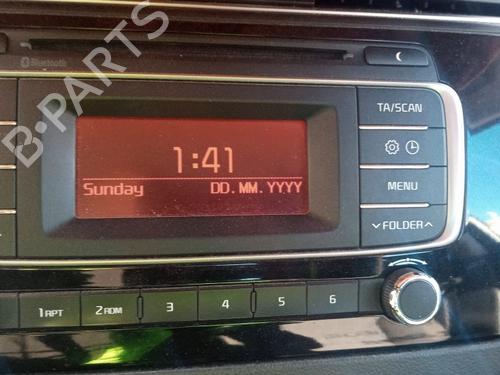 Bluetooth
TA/SCAN
1:41
Sunday DD.MM.YYYY
MENU
FOLDER
1 RPT 2 RDM 3 4 5 6
B-PARTS